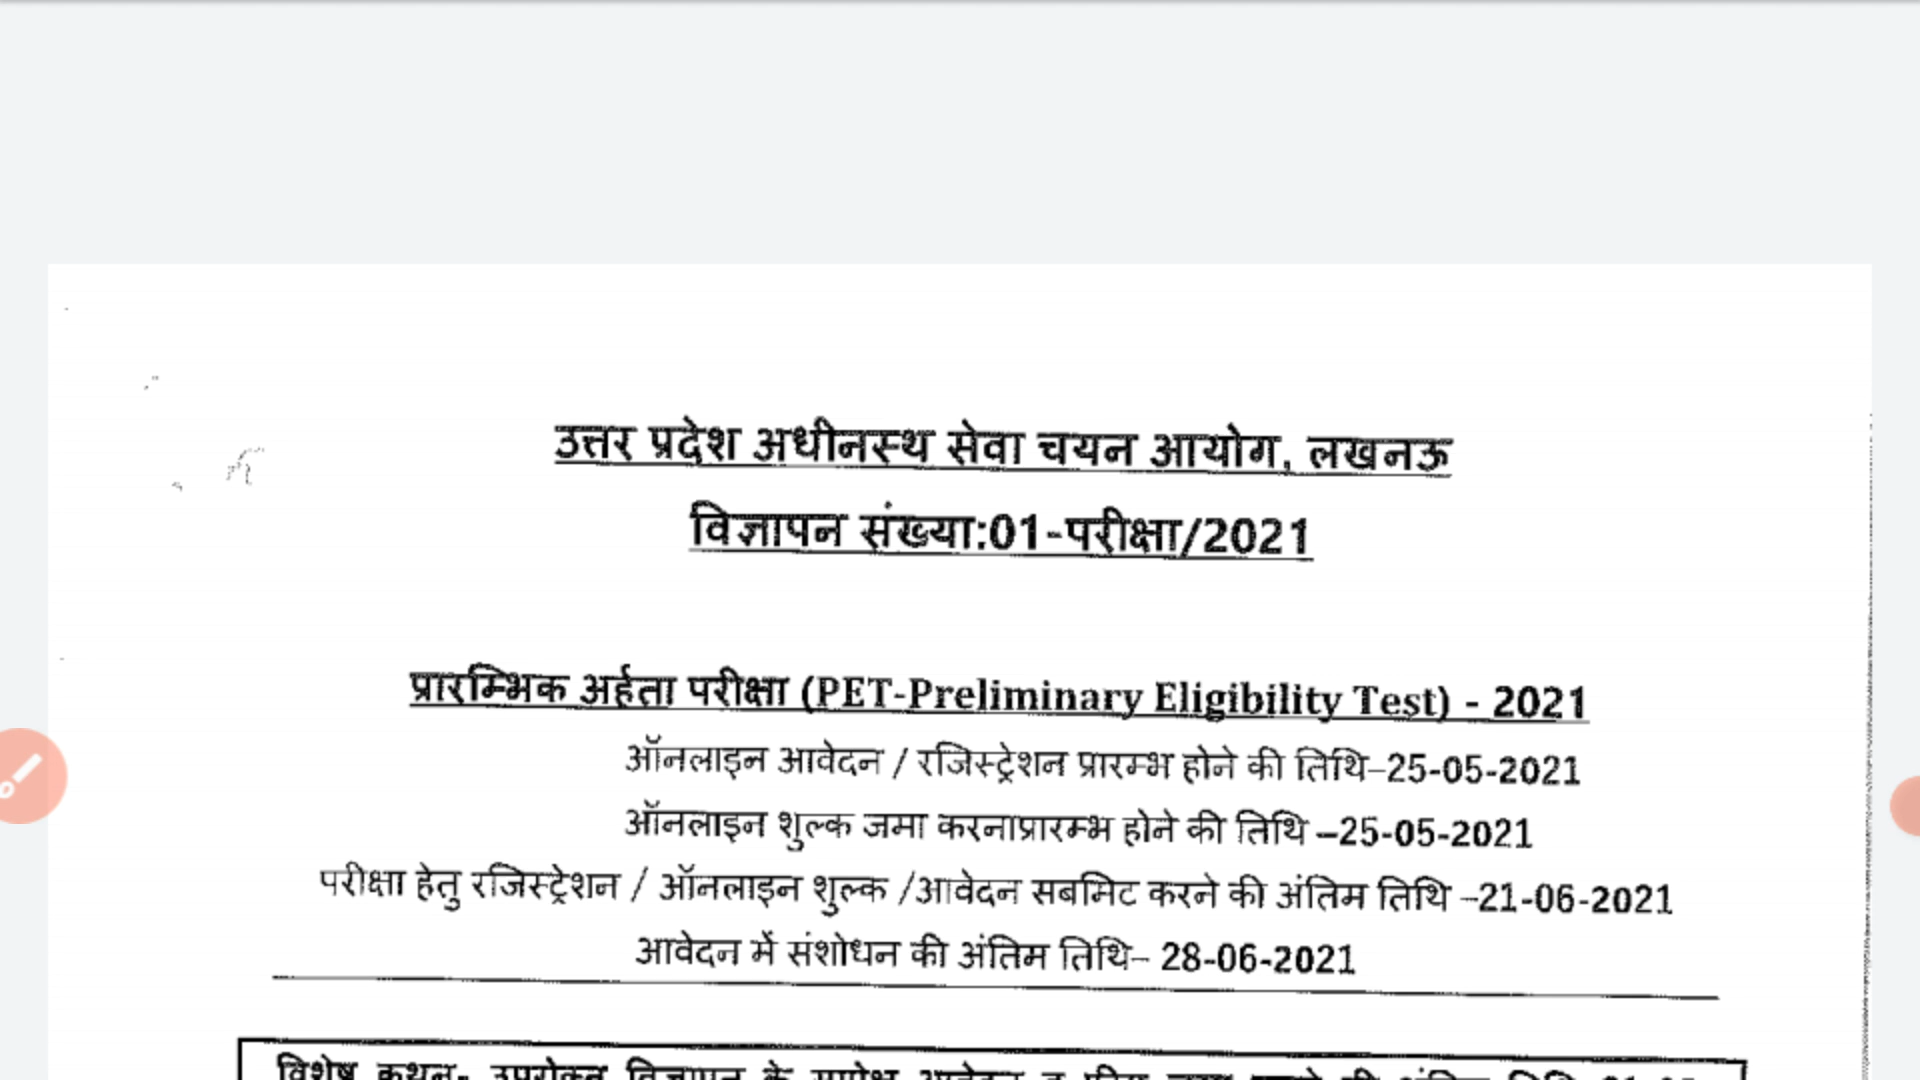 उत्तर प्रदेश अधीनस्थ सेवा चयन आयोग, लखनऊ
विज्ञापन संख्या:01-परीक्षा/2021
प्रारम्भिक अर्हता परीक्षा (PET-Preliminary Eligibility Test) - 2021
ऑनलाइन आवेदन / रजिस्ट्रेशन प्रारम्भ होने की तिथि–25-05-2021
ऑनलाइन शुल्क जमा करनाप्रारम्भ होने की तिथि –25-05-2021
परीक्षा हेतु रजिस्ट्रेशन / ऑनलाइन शुल्क /आवेदन सबमिट करने की अंतिम तिथि –21-06-2021
आवेदन में संशोधन की अंतिम तिथि– 28-06-2021
विशेष कथन- उपरोक्त विज्ञापन के